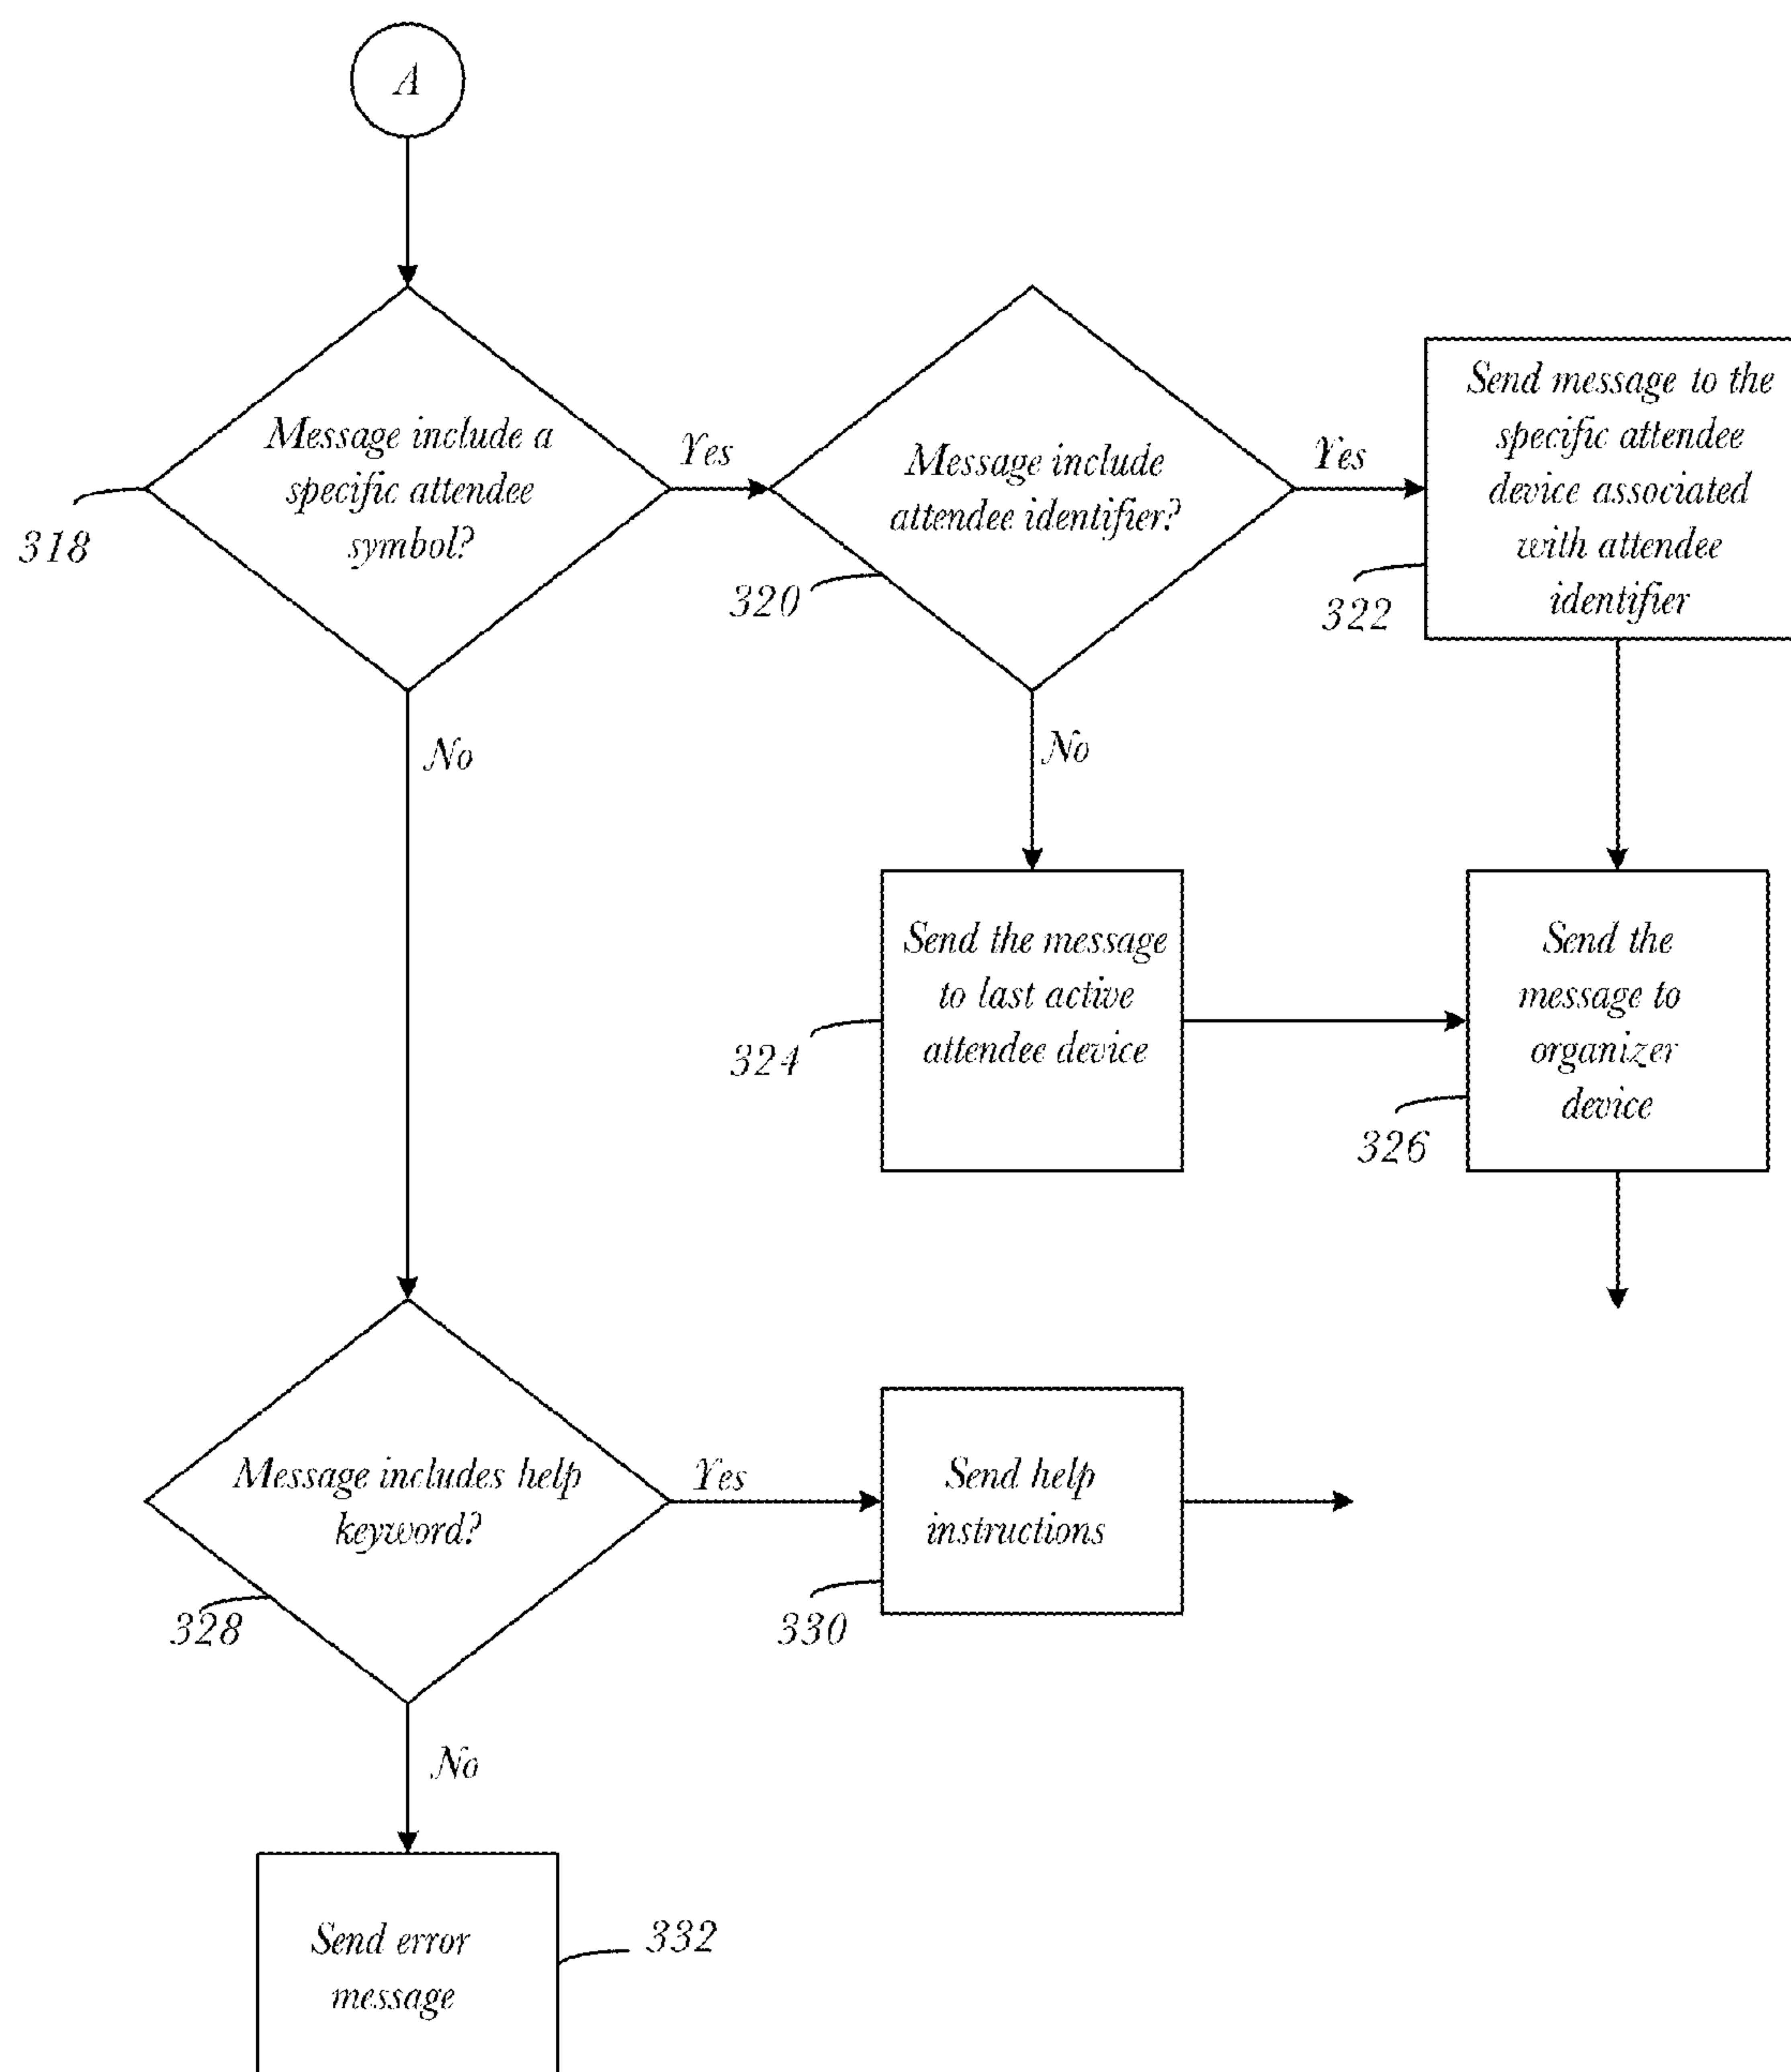 A
Message include a
specific attendee
symbol?
318
Yes
Message include
attendee identifier?
320
Yes
Send message to the
specific attendee
device associated
with attendee
identifier
322
No
No
Send the message
to last active
attendee device
324
Send the
message to
organizer
device
326
Message includes help
keyword?
328
Yes
Send help
instructions
330
No
Send error
message
332